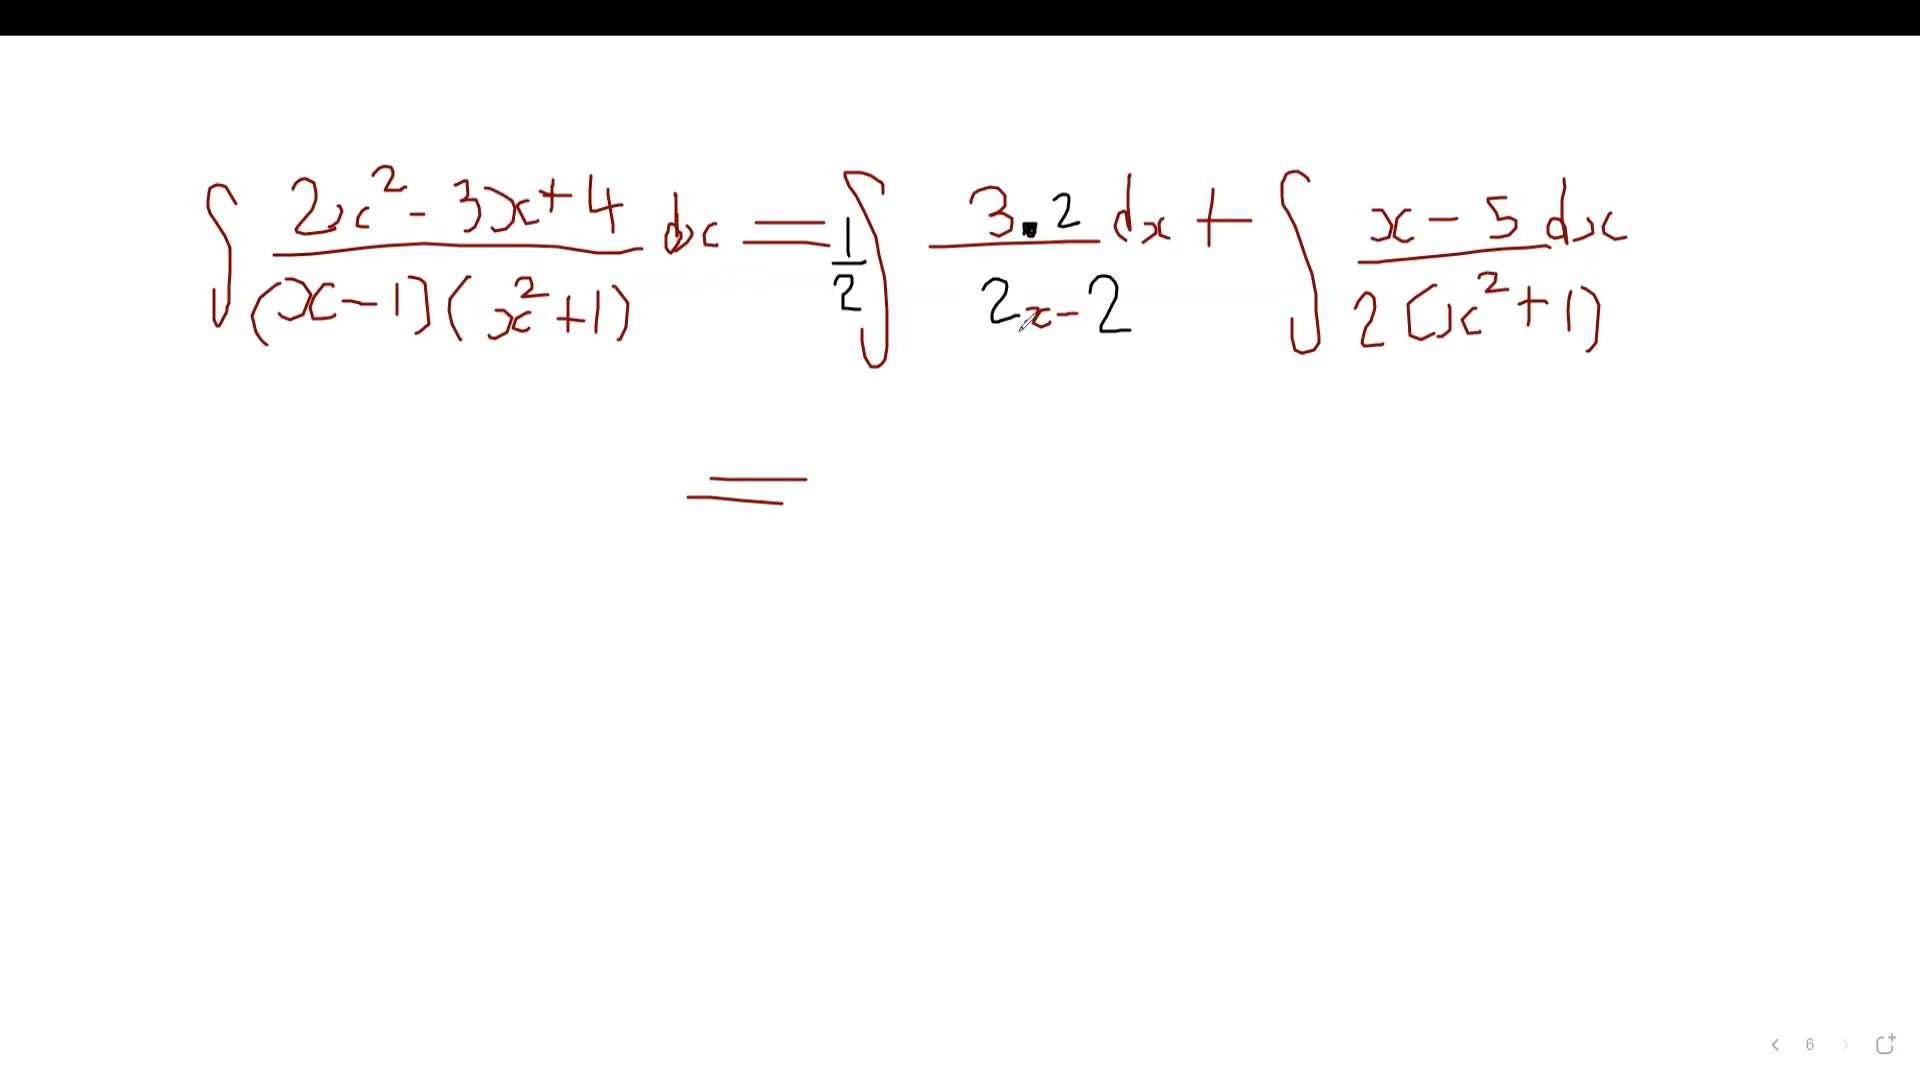 ∫ (2x² - 3x + 4)/((x - 1)(x² + 1)) dx = 1/2 ∫ (3 . 2)/(2x - 2) dx + ∫ (x - 5)/(2(x² + 1)) dx
=
6